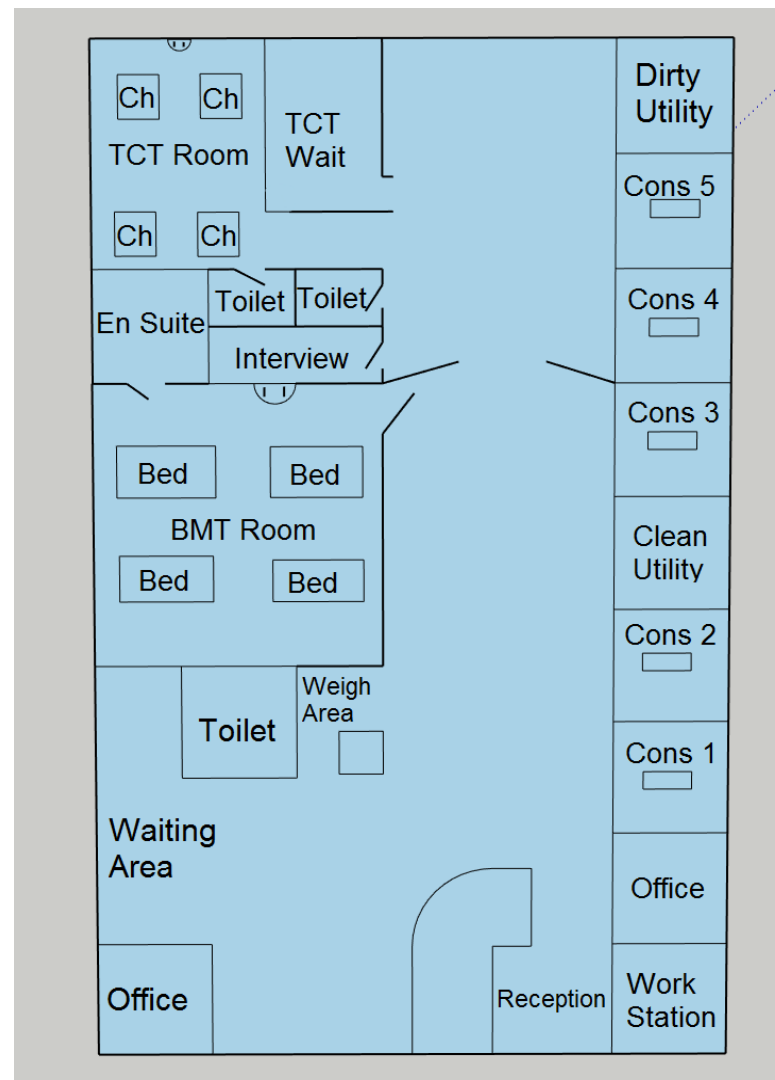 Dirty
Utility
Ch
Ch
TCT
Wait
TCT Room
Cons 5
Ch
Ch
Cons 4
Toilet
Toilet
En Suite
Interview
Cons 3
Bed
Bed
BMT Room
Clean
Utility
Bed
Bed
Cons 2
Weigh
Area
Toilet
Cons 1
Waiting
Area
Office
Office
Reception
Work
Station